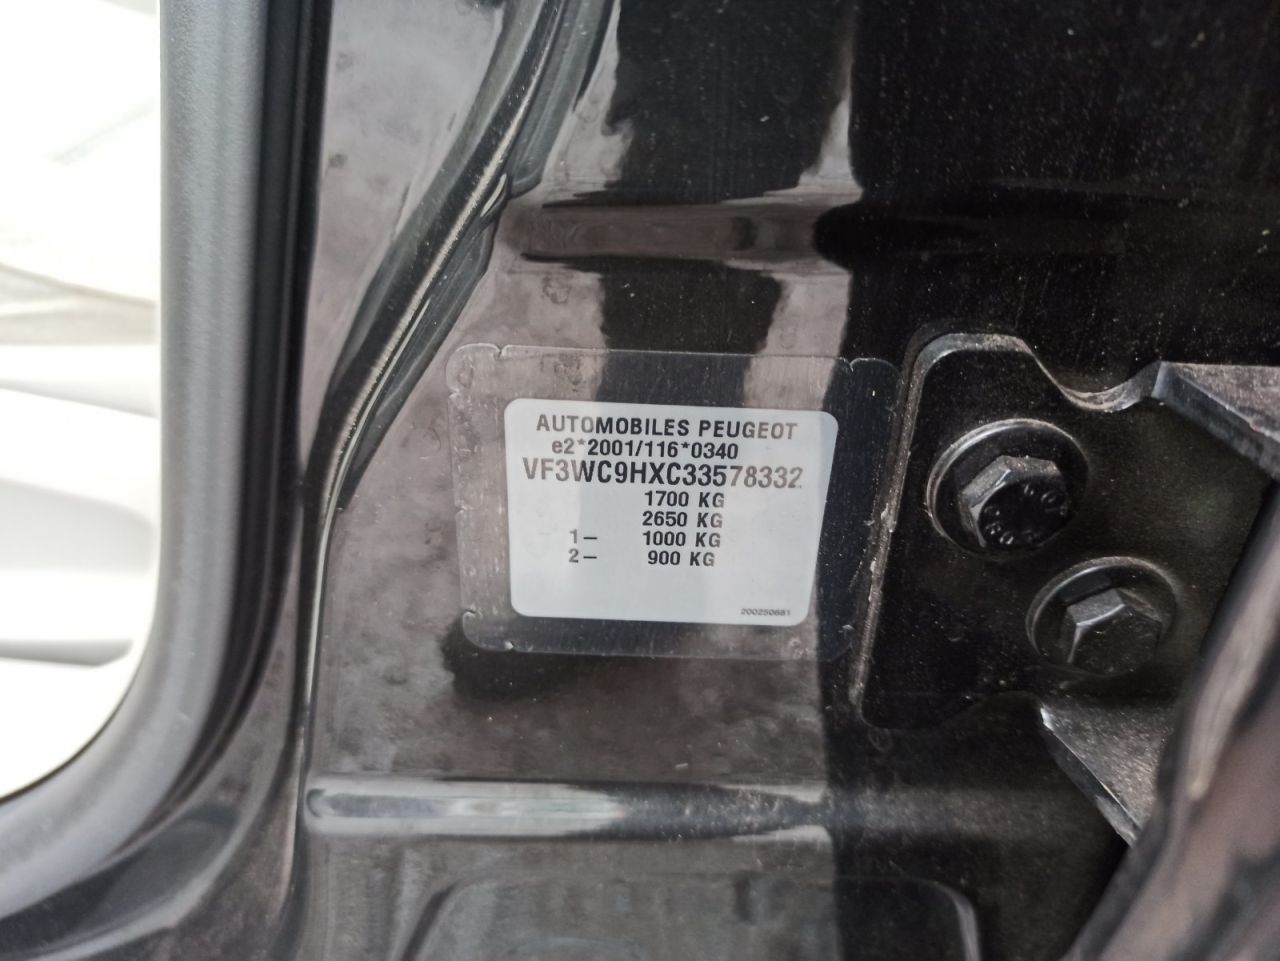 AUTOMOBILES PEUGEOT
e2*2001/116*0340
VF3WC9HXC33578332
1700 KG
2650 KG
1- 1000 KG
2- 900 KG
200250681